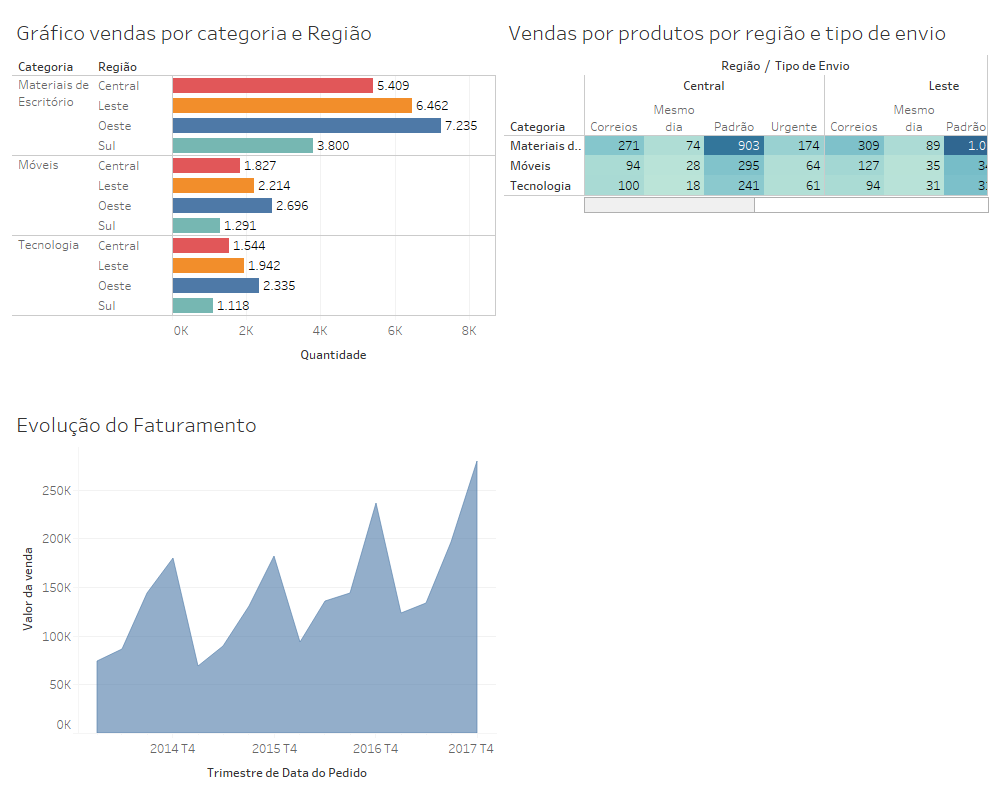 Gráfico vendas por categoria e Região
Categoria Região
Materiais de Escritório Central 5.409
Leste 6.462
Oeste 7.235
Sul 3.800
Móveis Central 1.827
Leste 2.214
Oeste 2.696
Sul 1.291
Tecnologia Central 1.544
Leste 1.942
Oeste 2.335
Sul 1.118
0K 2K 4K 6K 8K
Quantidade
Vendas por produtos por região e tipo de envio
Região / Tipo de Envio
Central Leste
Categoria Correios Mesmo dia Padrão Urgente Correios Mesmo dia Padrão
Materiais d.. 271 74 903 174 309 89
Móveis 94 28 295 64 127 35
Tecnologia 100 18 241 61 94 31
Evolução do Faturamento
Valor da venda
250K
200K
150K
100K
50K
0K
2014 T4 2015 T4 2016 T4 2017 T4
Trimestre de Data do Pedido